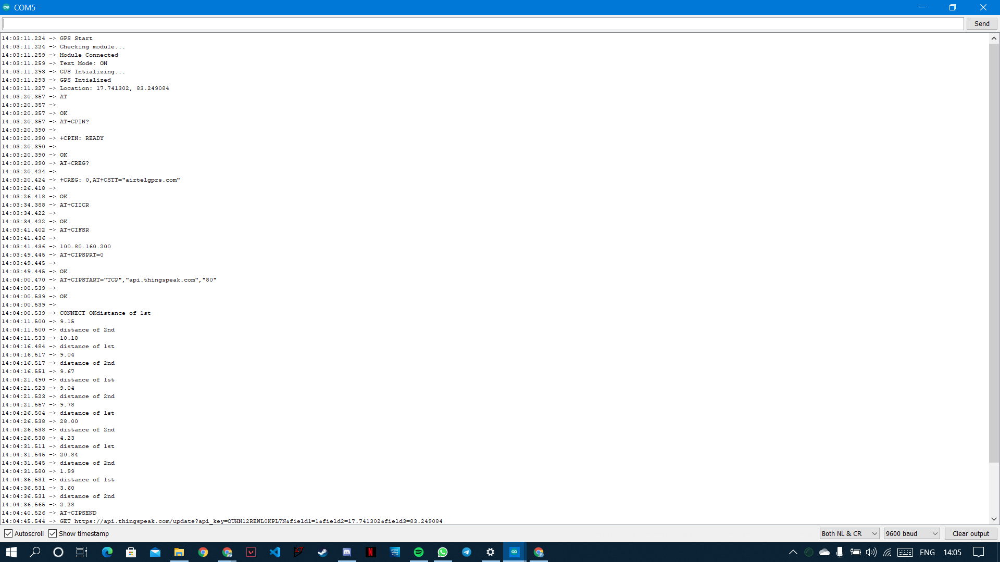 COM5
Send
14:03:11.224 -> GPS Start
14:03:11.224 -> Checking module...
14:03:11.259 -> Module Connected
14:03:11.259 -> Text Mode: ON
14:03:11.293 -> GPS Intializing...
14:03:11.293 -> GPS Intialized
14:03:11.327 -> Location: 17.741302, 83.249084
14:03:20.357 -> AT
14:03:20.357 ->
14:03:20.357 -> OK
14:03:20.357 -> AT+CPIN?
14:03:20.390 ->
14:03:20.390 -> +CPIN: READY
14:03:20.390 ->
14:03:20.390 -> OK
14:03:20.390 -> AT+CREG?
14:03:20.424 ->
14:03:20.424 -> +CREG: 0,AT+CSTT="airtelgprs.com"
14:03:26.418 ->
14:03:26.418 -> OK
14:03:34.388 -> AT+CIICR
14:03:34.422 ->
14:03:34.422 -> OK
14:03:41.402 -> AT+CIFSR
14:03:41.436 ->
14:03:41.436 -> 100.80.160.200
14:03:49.445 -> AT+CIPSPRT=0
14:03:49.445 ->
14:03:49.445 -> OK
14:04:00.470 -> AT+CIPSTART="TCP","api.thingspeak.com","80"
14:04:00.539 ->
14:04:00.539 -> OK
14:04:00.539 ->
14:04:00.539 -> CONNECT OKdistance of 1st
14:04:11.500 -> 9.15
14:04:11.500 -> distance of 2nd
14:04:11.533 -> 10.18
14:04:16.484 -> distance of 1st
14:04:16.517 -> 9.04
14:04:16.517 -> distance of 2nd
14:04:16.551 -> 9.67
14:04:21.490 -> distance of 1st
14:04:21.523 -> 9.04
14:04:21.523 -> distance of 2nd
14:04:21.557 -> 9.78
14:04:26.504 -> distance of 1st
14:04:26.538 -> 28.00
14:04:26.538 -> distance of 2nd
14:04:26.538 -> 4.23
14:04:31.511 -> distance of 1st
14:04:31.545 -> 20.84
14:04:31.545 -> distance of 2nd
14:04:31.580 -> 1.99
14:04:36.531 -> distance of 1st
14:04:36.531 -> 3.60
14:04:36.531 -> distance of 2nd
14:04:36.565 -> 2.28
14:04:40.526 -> AT+CIPSEND
14:04:45.544 -> GET https://api.thingspeak.com/update?api_key=OUHN12REWL0KPL7N&field1=1&field2=17.741302&field3=83.249084
Autoscroll Show timestamp Both NL & CR 9600 baud Clear output
ENG 14:05